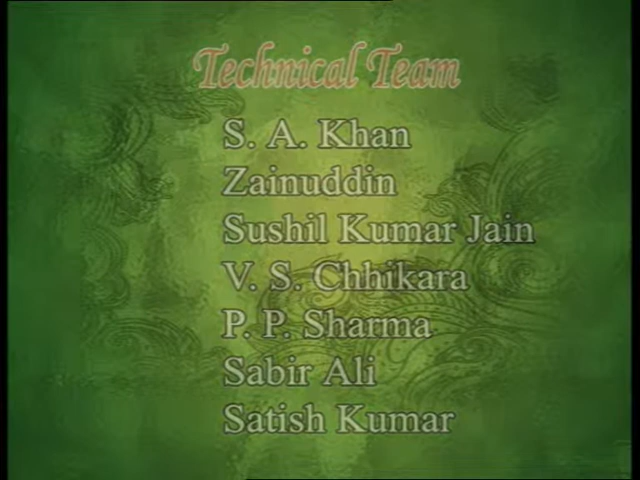 Technical Team
S. A. Khan
Zainuddin
Sushil Kumar Jain
V. S. Chhikara
P. P. Sharma
Sabir Ali
Satish Kumar